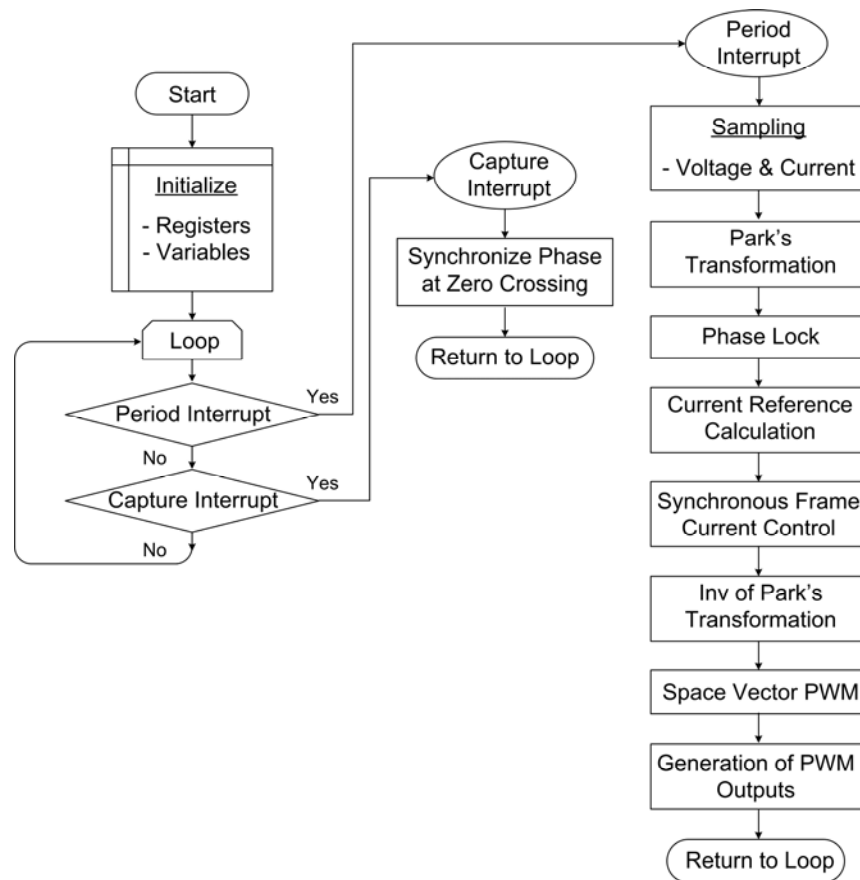 Start
Initialize
- Registers
- Variables
Loop
Period Interrupt
Yes
No
Capture Interrupt
Yes
No
Capture
Interrupt
Synchronize Phase
at Zero Crossing
Return to Loop
Period
Interrupt
Sampling
- Voltage & Current
Park's
Transformation
Phase Lock
Current Reference
Calculation
Synchronous Frame
Current Control
Inv of Park's
Transformation
Space Vector PWM
Generation of PWM
Outputs
Return to Loop